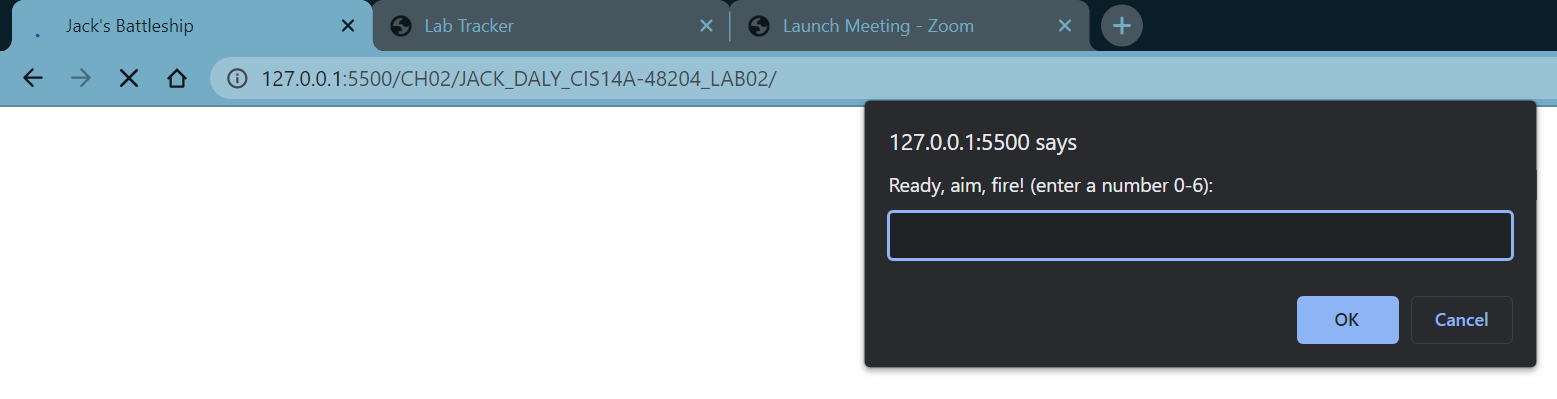 Jack's Battleship
Lab Tracker
Launch Meeting - Zoom
127.0.0.1:5500/CH02/JACK_DALY_CIS14A-48204_LAB02/
127.0.0.1:5500 says
Ready, aim, fire! (enter a number 0-6):
OK
Cancel